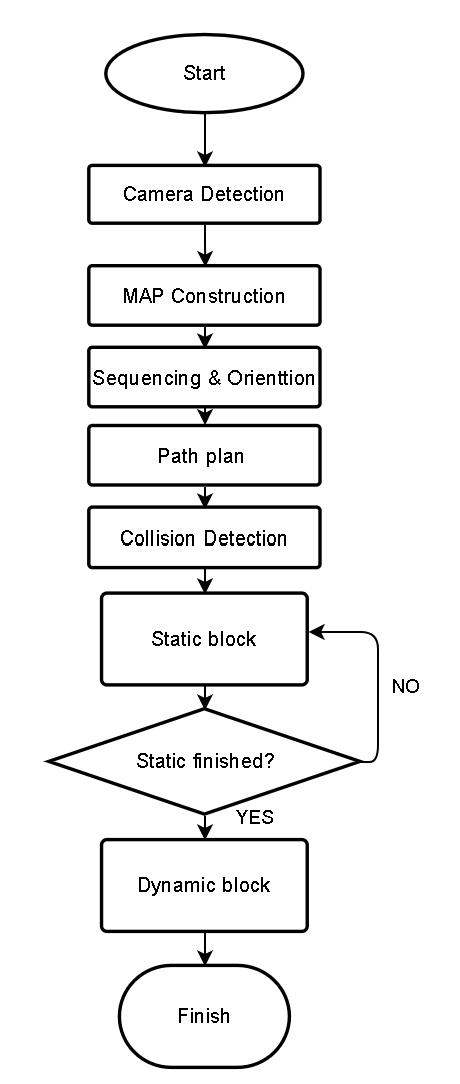 Start
Camera Detection
MAP Construction
Sequencing & Orienttion
Path plan
Collision Detection
Static block
NO
Static finished?
YES
Dynamic block
Finish